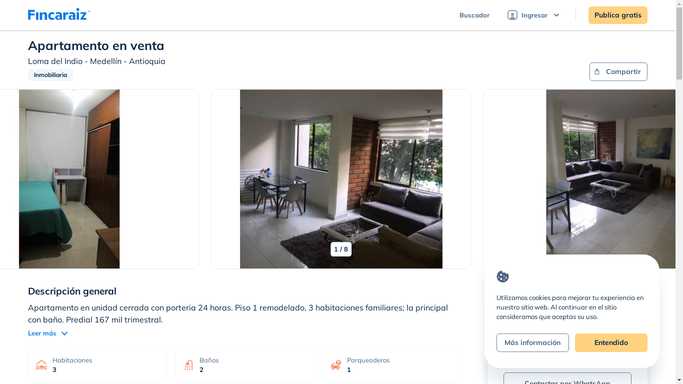 Fincaraiz
Buscador
Ingresar
Publica gratis
Apartamento en venta
Loma del Indio - Medellín - Antioquia
Inmobiliaria
Compartir
1 / 8
Descripción general
Apartamento en unidad cerrada con porteria 24 horas. Piso 1 remodelado, 3 habitaciones familiares; la principal
con baño. Predial 167 mil trimestral.
Leer más
Habitaciones
3
Baños
2
Parqueaderos
1
Utilizamos cookies para mejorar tu experiencia en
nuestro sitio web. Al continuar en el sitio
consideramos que aceptas su uso.
Más información
Entendido
Contactar por WhatsApp